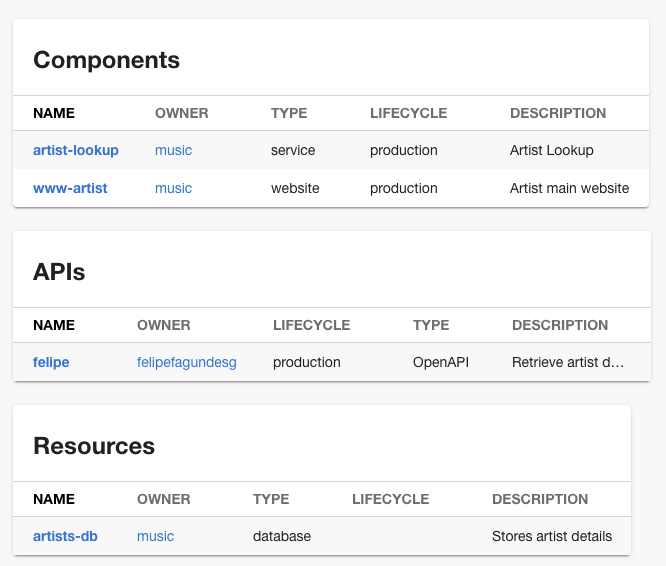 Components
NAME OWNER TYPE LIFECYCLE DESCRIPTION
artist-lookup music service production Artist Lookup
www-artist music website production Artist main website
APIs
NAME OWNER LIFECYCLE TYPE DESCRIPTION
felipe felipefagundesg production OpenAPI Retrieve artist d...
Resources
NAME OWNER TYPE LIFECYCLE DESCRIPTION
artists-db music database Stores artist details